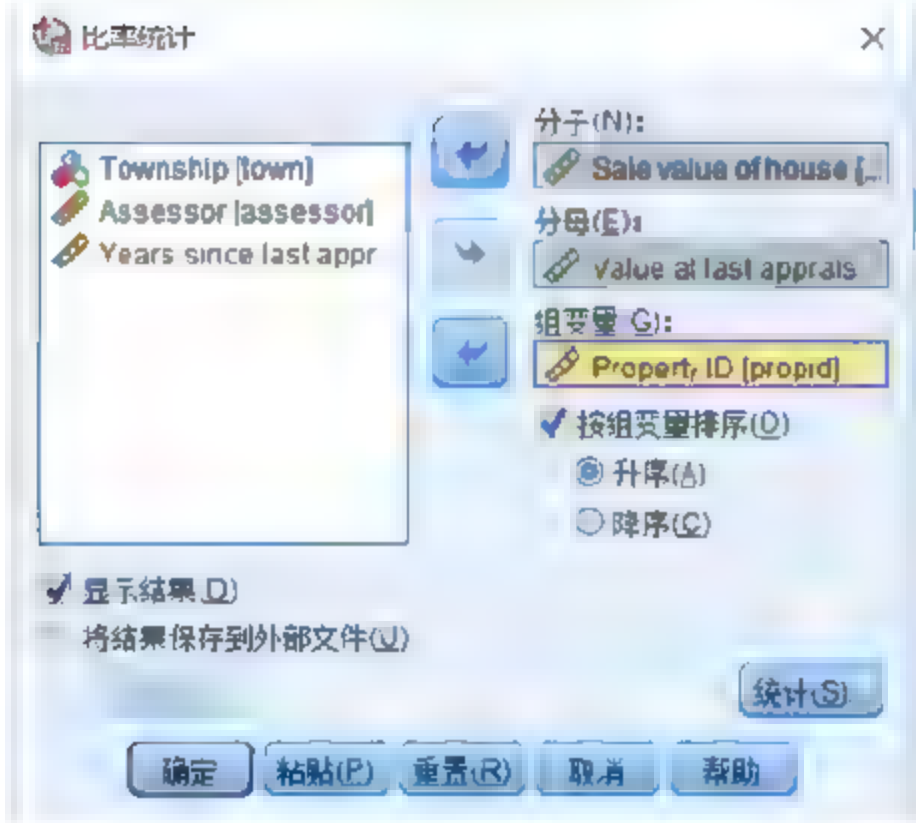 比率统计
分子(N):
Township [town]
Sale value of house [...
Assessor [assessor]
分母(E):
Years since last appr
Value at last apprais
组变量(G):
Property ID [propid]
按组变量排序(O)
升序(A)
降序(C)
显示结果(D)
将结果保存到外部文件(U)
统计(S)...
确定
粘贴(P)
重置(R)
取消
帮助